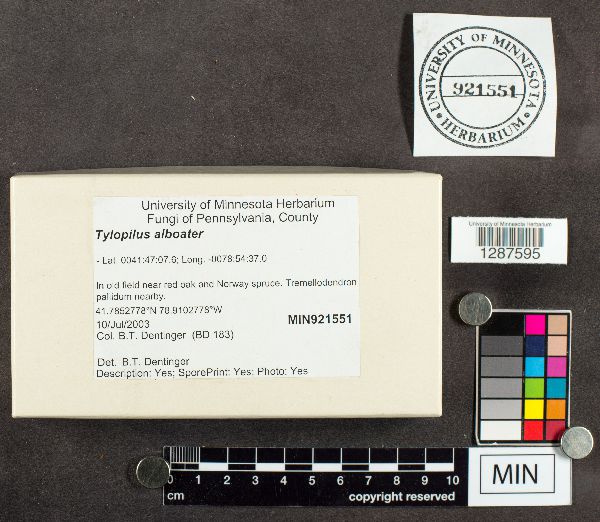 UNIVERSITY OF MINNESOTA
921551
HERBARIUM
University of Minnesota Herbarium
Fungi of Pennsylvania, County
Tylopilus alboater
- Lat. 0041:47:07.6; Long. -0078:54:37.0
In old field near red oak and Norway spruce. Tremellodendron
pallidum nearby.
41.7852778°N 78.9102778°W
10/Jul/2003
MIN921551
Col. B.T. Dentinger (BD 183)
Det. B.T. Dentinger
Description: Yes; SporePrint: Yes; Photo: Yes
University of Minnesota Herbarium
1287595
0 1 2 3 4 5 6 7 8 9 10
cm
copyright reserved
MIN